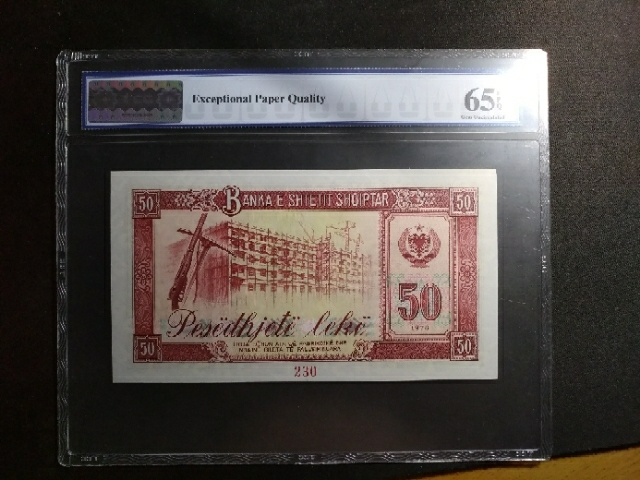 Exceptional Paper Quality
65
50 BANKA E SHTETIT SHQIPTAR 50
50
1976
Pesëdhjetë lekë
50 50
230